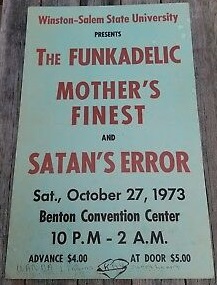 Winston-Salem State University
PRESENTS
THE FUNKADELIC
MOTHER'S
FINEST
AND
SATAN'S ERROR
Sat., October 27, 1973
Benton Convention Center
10 P.M - 2 A.M.
ADVANCE $4.00 AT DOOR $5.00